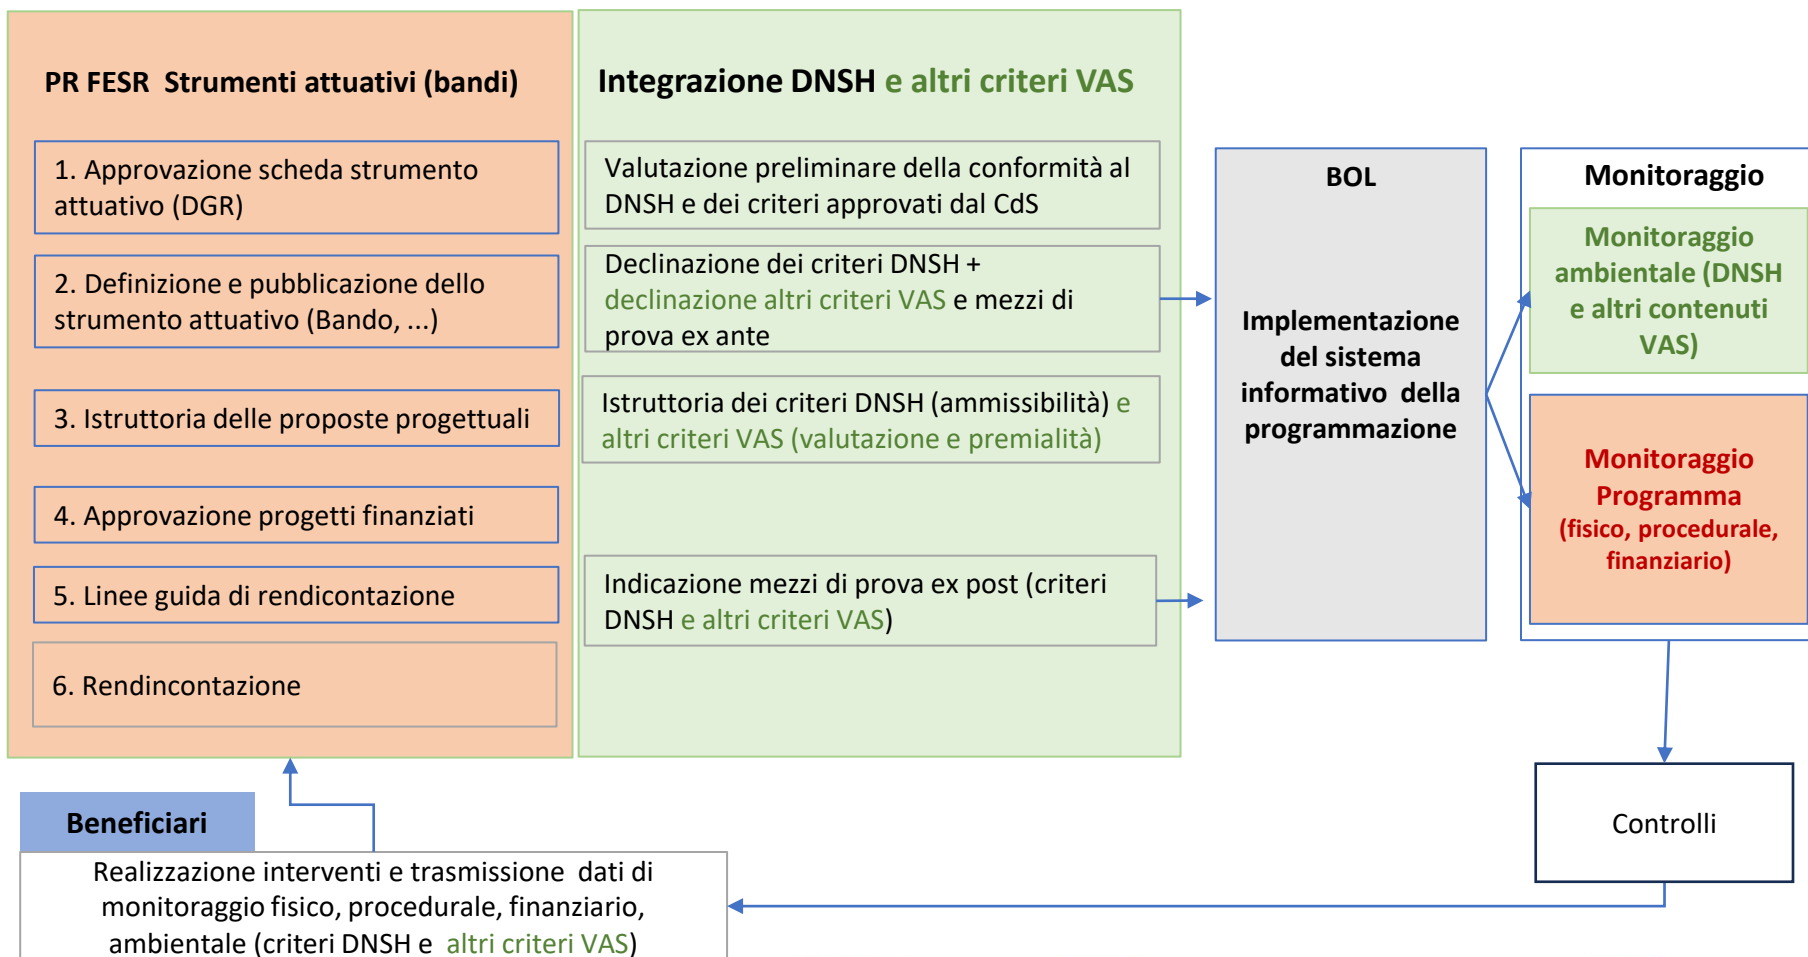 PR FESR  Strumenti attuativi (bandi)
1. Approvazione scheda strumento
attuativo (DGR)
2. Definizione e pubblicazione dello
strumento attuativo (Bando, ...)
3. Istruttoria delle proposte progettuali
4. Approvazione progetti finanziati
5. Linee guida di rendicontazione
6. Rendincontazione
Integrazione DNSH e altri criteri VAS
Valutazione preliminare della conformità al
DNSH e dei criteri approvati dal CdS
Declinazione dei criteri DNSH +
declinazione altri criteri VAS e mezzi di
prova ex ante
Istruttoria dei criteri DNSH (ammissibilità) e
altri criteri VAS (valutazione e premialità)
Indicazione mezzi di prova ex post (criteri
DNSH e altri criteri VAS)
BOL
Implementazione
del sistema
informativo  della
programmazione
Monitoraggio
Monitoraggio
ambientale (DNSH
e altri contenuti
VAS)
Monitoraggio
Programma
(fisico, procedurale,
finanziario)
Controlli
Beneficiari
Realizzazione interventi e trasmissione  dati di
monitoraggio fisico, procedurale, finanziario,
ambientale (criteri DNSH e  altri criteri VAS)